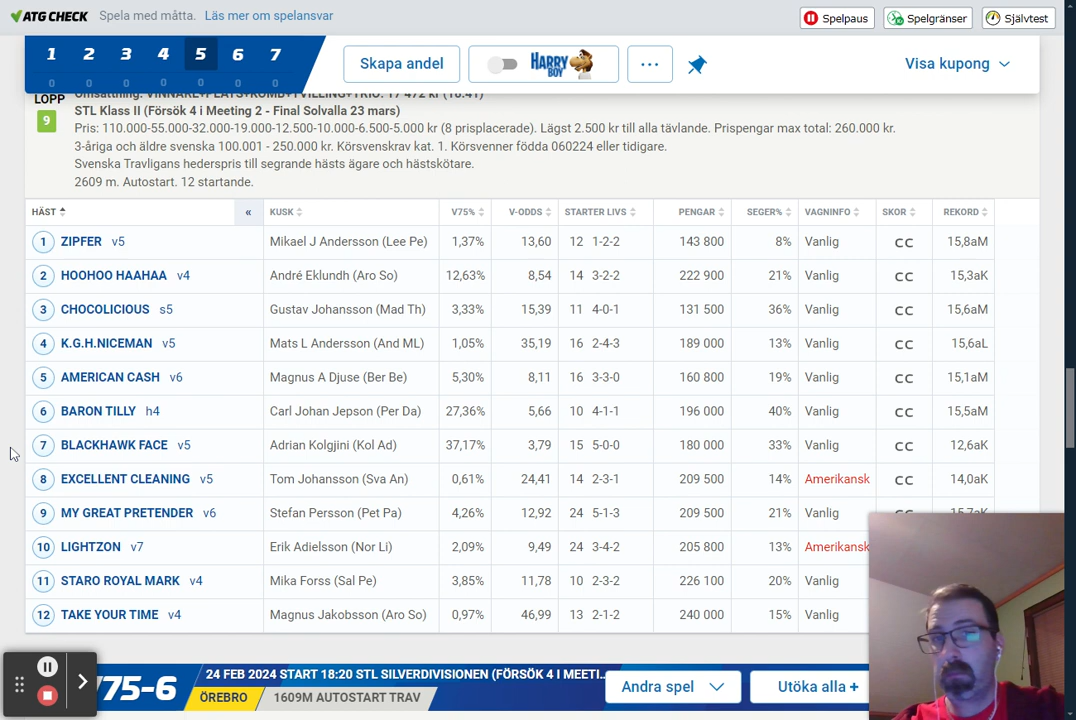 ATG CHECK Spela med måtta. Läs mer om spelansvar Spelpaus Spelgränser Självtest
1 2 3 4 5 6 7 Skapa andel HARRY BOY ... Visa kupong
0 0 0 0 0 0 0
LOPP Omsättning: VINNARE+PLATS+KOMB+TVILLING+TRIO: 17 472 kr (18:41)
9 STL Klass II (Försök 4 i Meeting 2 - Final Solvalla 23 mars)
Pris: 110.000-55.000-32.000-19.000-12.500-10.000-6.500-5.000 kr (8 prisplacerade). Lägst 2.500 kr till alla tävlande. Prispengar max total: 260.000 kr.
3-åriga och äldre svenska 100.001 - 250.000 kr. Körsvenskrav kat. 1. Körsvenner födda 060224 eller tidigare.
Svenska Travligans hederspris till segrande hästs ägare och hästskötare.
2609 m. Autostart. 12 startande.
HÄST « KUSK V75% V-ODDS STARTER LIVS PENGAR SEGER% VAGNINFO SKOR REKORD
1 ZIPFER v5 Mikael J Andersson (Lee Pe) 1,37% 13,60 12 1-2-2 143 800 8% Vanlig C C 15,8aM
2 HOOHOO HAAHAA v4 André Eklundh (Aro So) 12,63% 8,54 14 3-2-2 222 900 21% Vanlig C C 15,3aK
3 CHOCOLICIOUS s5 Gustav Johansson (Mad Th) 3,33% 15,39 11 4-0-1 131 500 36% Vanlig C C 15,6aM
4 K.G.H.NICEMAN v5 Mats L Andersson (And ML) 1,05% 35,19 16 2-4-3 189 000 13% Vanlig C C 15,6aL
5 AMERICAN CASH v6 Magnus A Djuse (Ber Be) 5,30% 8,11 16 3-3-0 160 800 19% Vanlig C C 15,1aM
6 BARON TILLY h4 Carl Johan Jepson (Per Da) 27,36% 5,66 10 4-1-1 196 000 40% Vanlig C C 15,5aM
7 BLACKHAWK FACE v5 Adrian Kolgjini (Kol Ad) 37,17% 3,79 15 5-0-0 180 000 33% Vanlig C C 12,6aK
8 EXCELLENT CLEANING v5 Tom Johansson (Sva An) 0,61% 24,41 14 2-3-1 209 500 14% Amerikansk C C 14,0aK
9 MY GREAT PRETENDER v6 Stefan Persson (Pet Pa) 4,26% 12,92 24 5-1-3 209 500 21% Vanlig C C 15,7aK
10 LIGHTZON v7 Erik Adielsson (Nor Li) 2,09% 9,49 24 3-4-2 205 800 13% Amerikansk
11 STARO ROYAL MARK v4 Mika Forss (Sal Pe) 3,85% 11,78 10 2-3-2 226 100 20% Vanlig
12 TAKE YOUR TIME v4 Magnus Jakobsson (Aro So) 0,97% 46,99 13 2-1-2 240 000 15% Vanlig
V75-6 24 FEB 2024 START 18:20 STL SILVERDIVISIONEN (FÖRSÖK 4 I MEETI... Andra spel Utöka alla +
ÖREBRO 1609M AUTOSTART TRAV